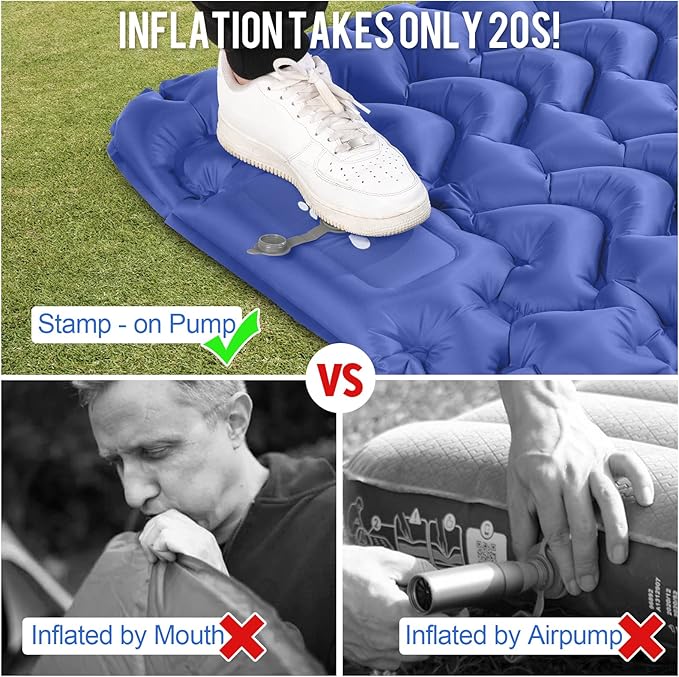 INFLATION TAKES ONLY 20S!
Stamp - on Pump
VS
Inflated by Mouth
Inflated by Airpump